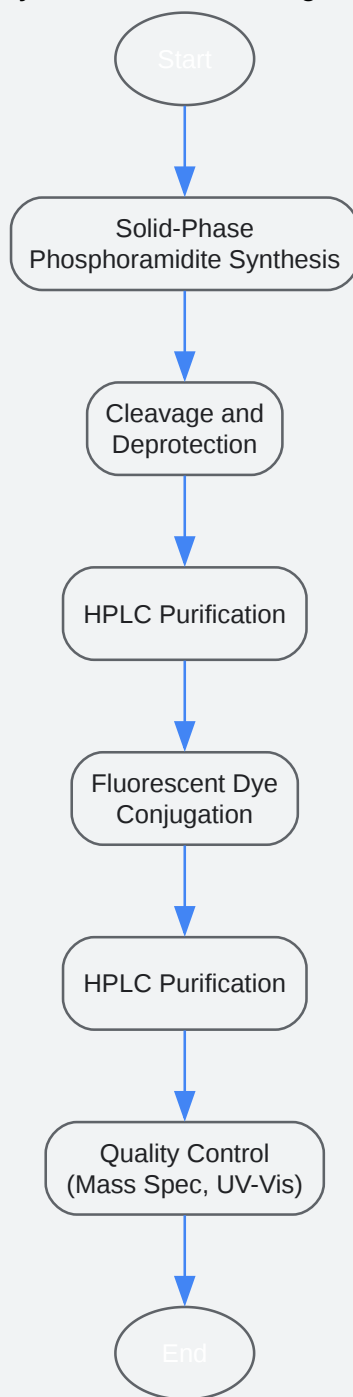 Start
Solid-Phase
Phosphoramidite Synthesis
Cleavage and
Deprotection
HPLC Purification
Fluorescent Dye
Conjugation
HPLC Purification
Quality Control
(Mass Spec, UV-Vis)
End